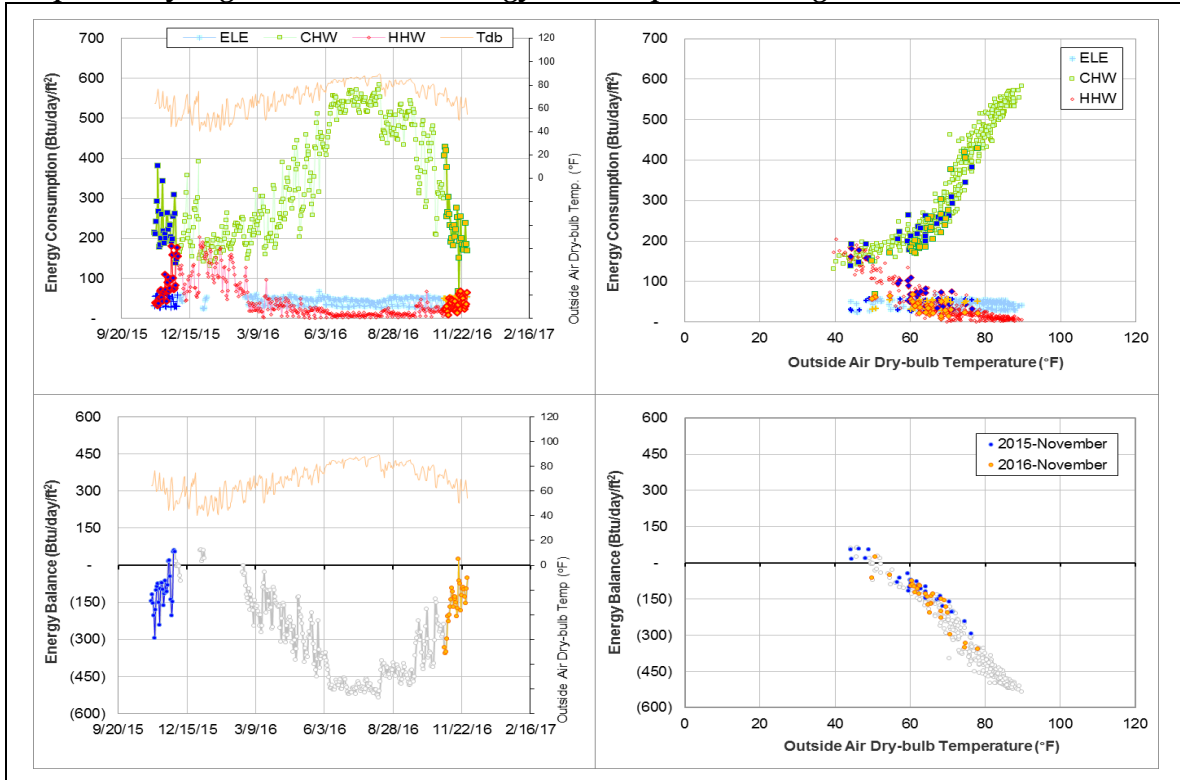 ELE CHW HHW Tdb
700
600
500
400
300
200
100
-
Energy Consumption (Btu/day/ft²)
120
100
80
60
40
20
0
Outside Air Dry-bulb Temp. (°F)
9/20/15 12/15/15 3/9/16 6/3/16 8/28/16 11/22/16 2/16/17
700
600
500
400
300
200
100
-
Energy Consumption (Btu/day/ft²)
ELE
CHW
HHW
0 20 40 60 80 100 120
Outside Air Dry-bulb Temperature (°F)
600
450
300
150
-
(150)
(300)
(450)
(600)
Energy Balance (Btu/day/ft²)
120
100
80
60
40
20
0
Outside Air Dry-bulb Temp (°F)
9/20/15 12/15/15 3/9/16 6/3/16 8/28/16 11/22/16 2/16/17
600
450
300
150
-
(150)
(300)
(450)
(600)
Energy Balance (Btu/day/ft²)
2015-November
2016-November
0 20 40 60 80 100 120
Outside Air Dry-bulb Temperature (°F)